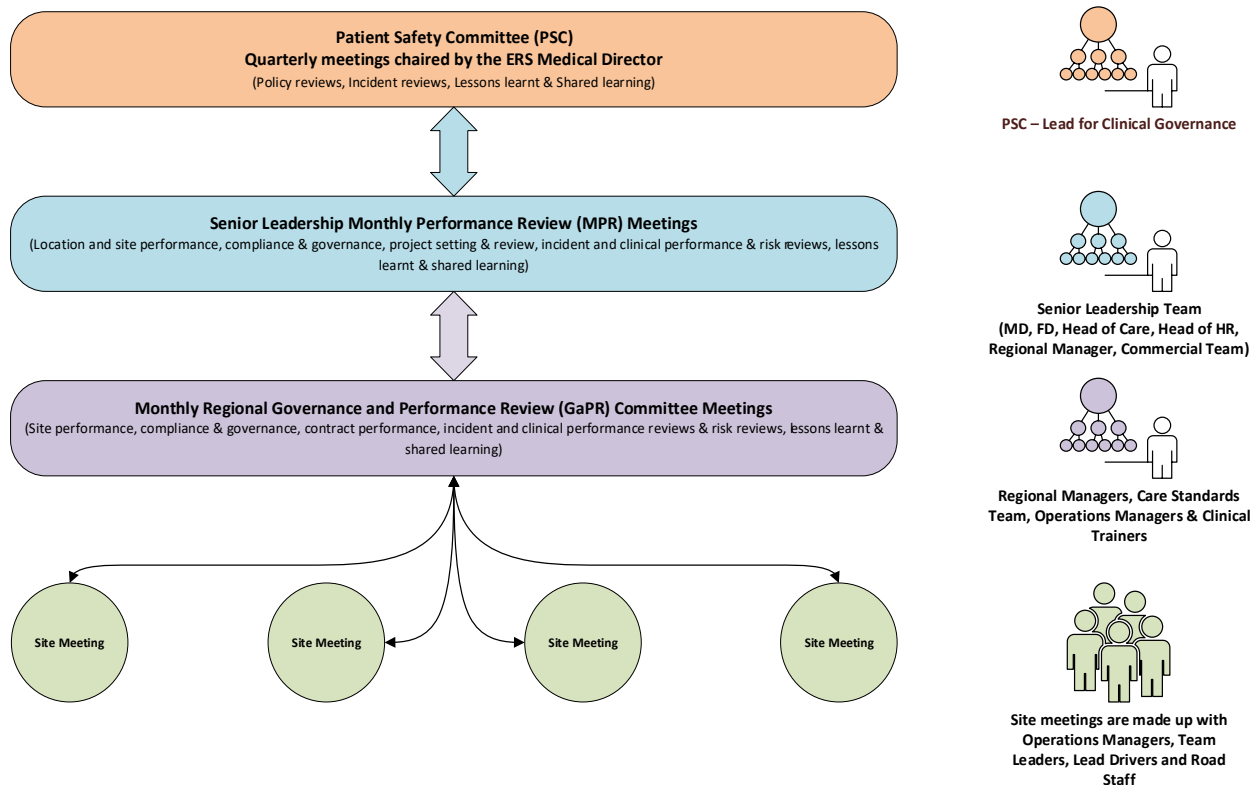 Patient Safety Committee (PSC)
Quarterly meetings chaired by the ERS Medical Director
(Policy reviews, Incident reviews, Lessons learnt & Shared learning)
PSC – Lead for Clinical Governance
Senior Leadership Monthly Performance Review (MPR) Meetings
(Location and site performance, compliance & governance, project setting & review, incident and clinical performance & risk reviews, lessons
learnt & shared learning)
Senior Leadership Team
(MD, FD, Head of Care, Head of HR,
Regional Manager, Commercial Team)
Monthly Regional Governance and Performance Review (GaPR) Committee Meetings
(Site performance, compliance & governance, contract performance, incident and clinical performance reviews & risk reviews, lessons learnt &
shared learning)
Regional Managers, Care Standards
Team, Operations Managers & Clinical
Trainers
Site Meeting
Site Meeting
Site Meeting
Site Meeting
Site meetings are made up with
Operations Managers, Team
Leaders, Lead Drivers and Road
Staff